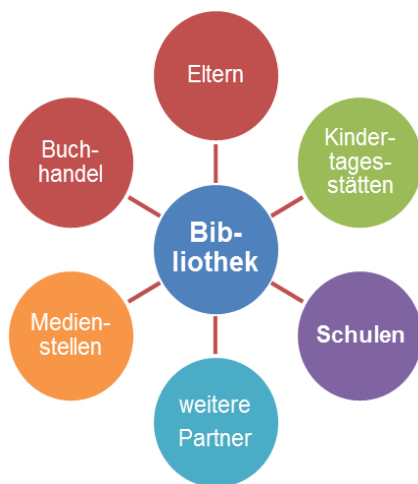 Eltern
Kinder-
tages-
stätten
Schulen
weitere
Partner
Medien-
stellen
Buch-
handel
Bib-
liothek